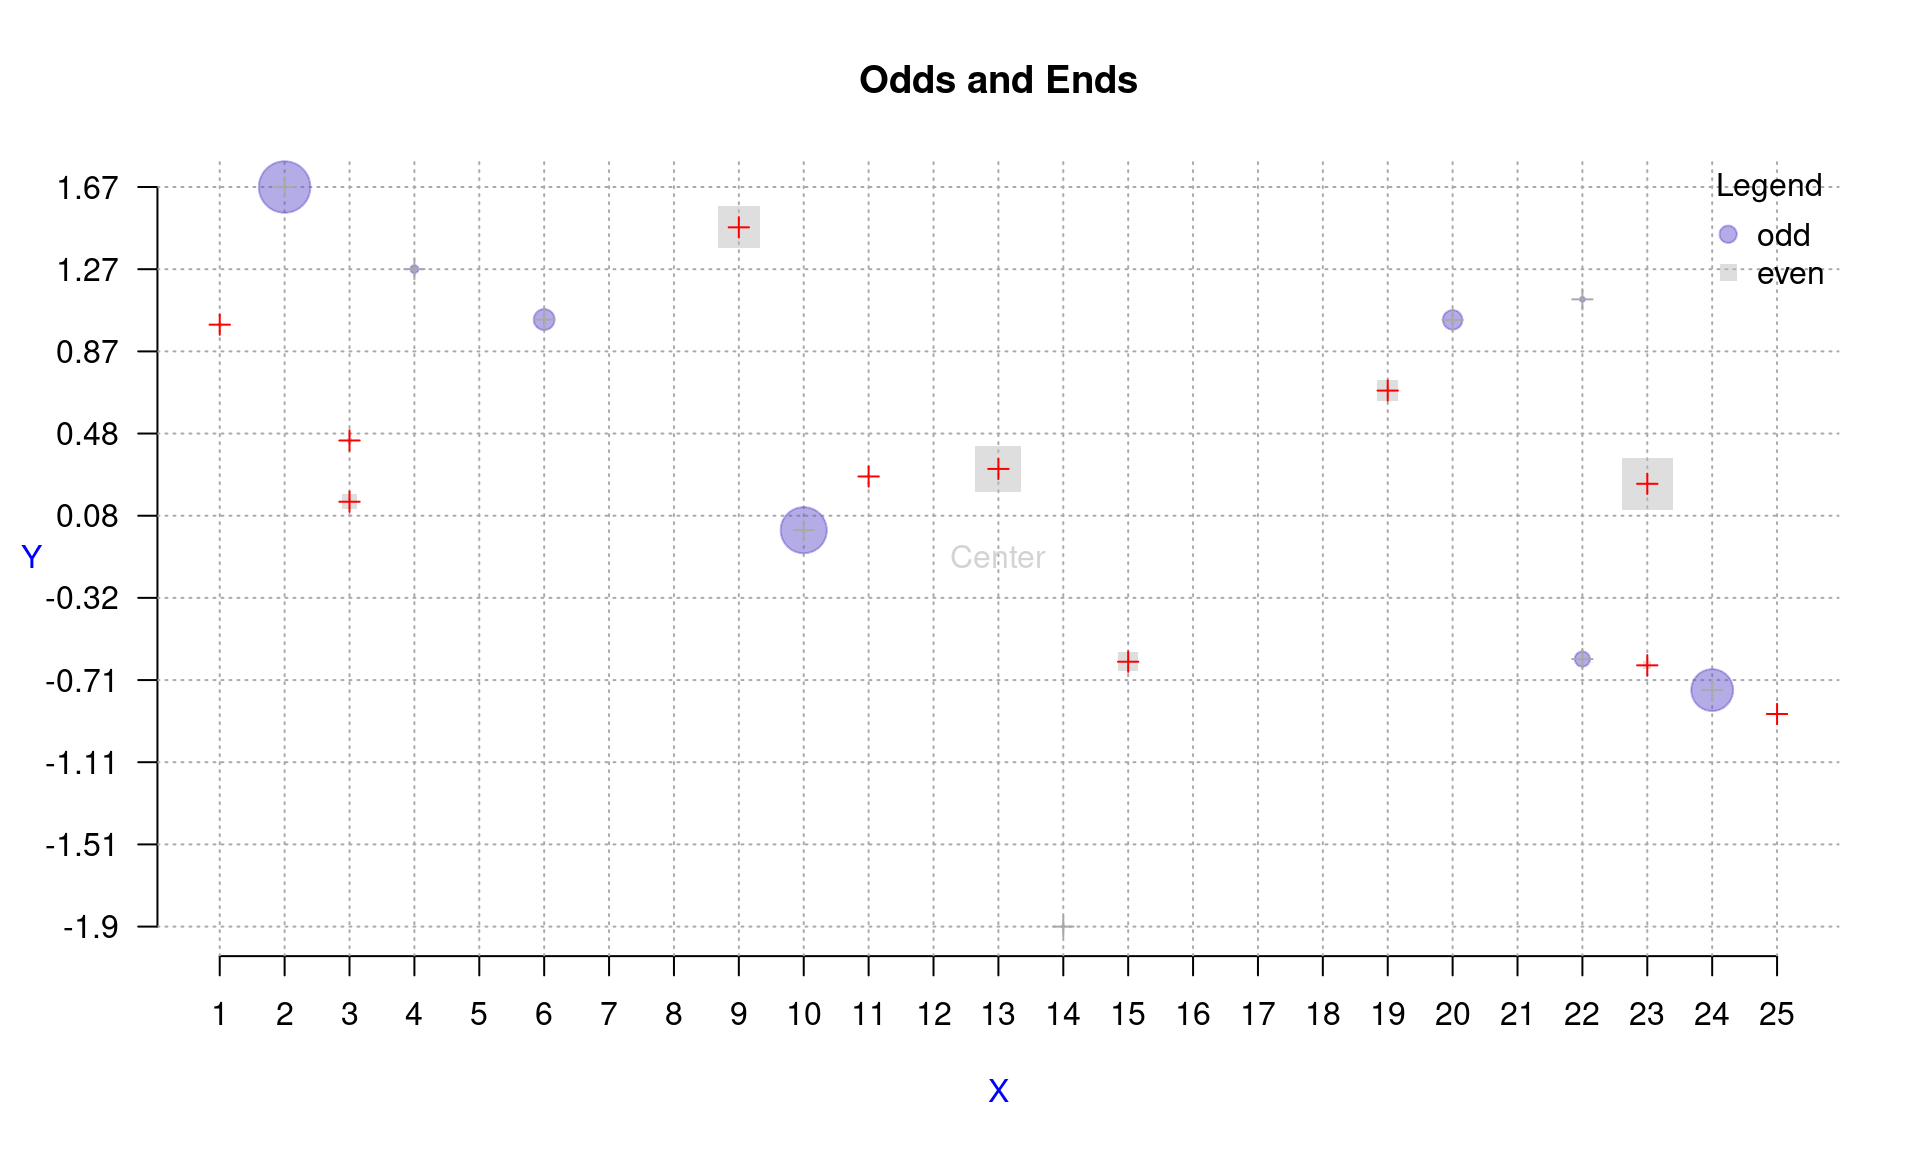 Odds and Ends
1.67
1.27
0.87
0.48
0.08
-0.32
-0.71
-1.11
-1.51
-1.9
Y
Legend
odd
even
Center
1 2 3 4 5 6 7 8 9 10 11 12 13 14 15 16 17 18 19 20 21 22 23 24 25
X